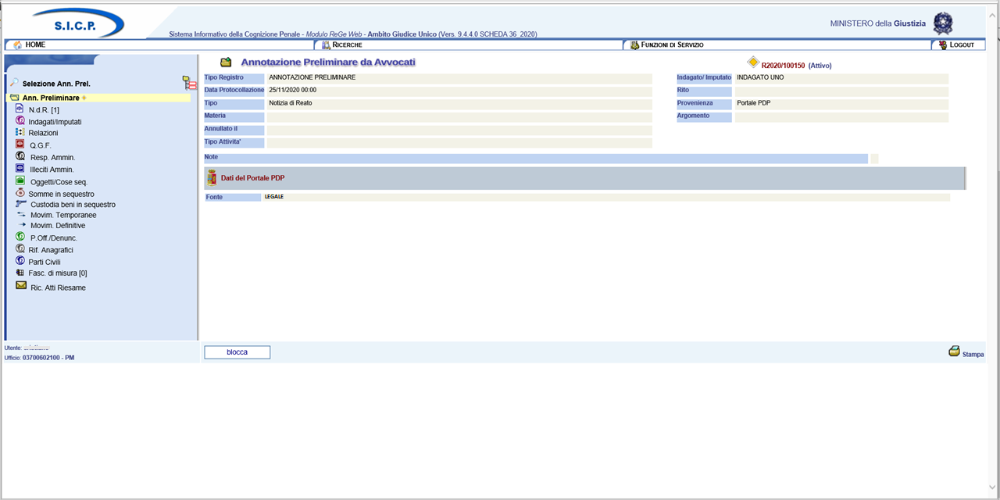 S.I.C.P.
Sistema Informativo della Cognizione Penale - Modulo ReGe Web - Ambito Giudice Unico (Vers. 9.4.4.0 SCHEDA 36_2020)
MINISTERO della Giustizia
HOME
RICERCHE
FUNZIONI DI SERVIZIO
LOGOUT
Selezione Ann. Prel.
Ann. Preliminare
N.d.R. [1]
Indagati/Imputati
Relazioni
Q.G.F.
Resp. Ammin.
Illeciti Ammin.
Oggetti/Cose seq.
Somme in sequestro
Custodia beni in sequestro
Movim. Temporanee
Movim. Definitive
P.Off./Denunc.
Rif. Anagrafici
Parti Civili
Fasc. di misura [0]
Ric. Atti Riesame
Utente:
Ufficio: 03700602100 - PM
Annotazione Preliminare da Avvocati
R2020/100150 (Attivo)
Tipo Registro ANNOTAZIONE PRELIMINARE
Indagato/ Imputato INDAGATO UNO
Data Protocollazione 25/11/2020 00:00
Rito
Tipo Notizia di Reato
Provenienza Portale PDP
Materia
Argomento
Annullato il
Tipo Attivita'
Note
Dati del Portale PDP
Fonte LEGALE
blocca
Stampa